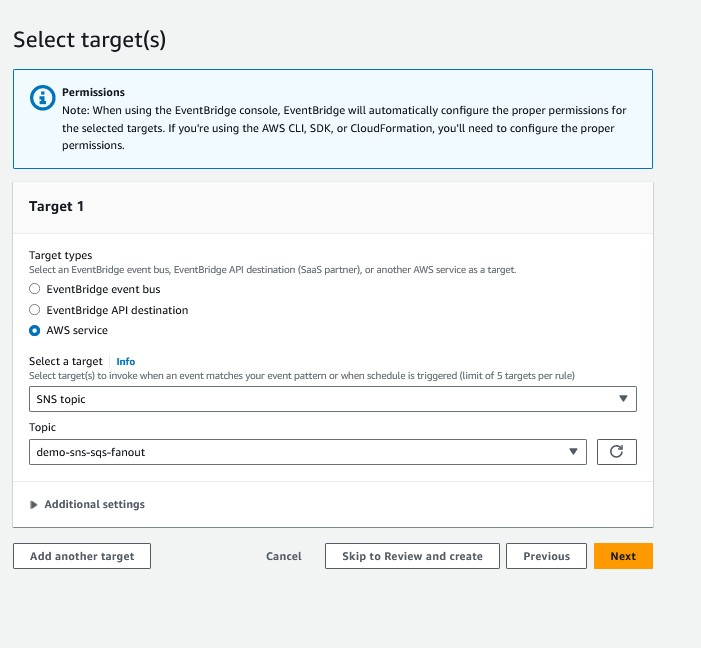 Select target(s)
Permissions
Note: When using the EventBridge console, EventBridge will automatically configure the proper permissions for
the selected targets. If you're using the AWS CLI, SDK, or CloudFormation, you'll need to configure the proper
permissions.
Target 1
Target types
Select an EventBridge event bus, EventBridge API destination (SaaS partner), or another AWS service as a target.
EventBridge event bus
EventBridge API destination
AWS service
Select a target Info
Select target(s) to invoke when an event matches your event pattern or when schedule is triggered (limit of 5 targets per rule)
SNS topic
Topic
demo-sns-sqs-fanout
Additional settings
Add another target Cancel Skip to Review and create Previous Next